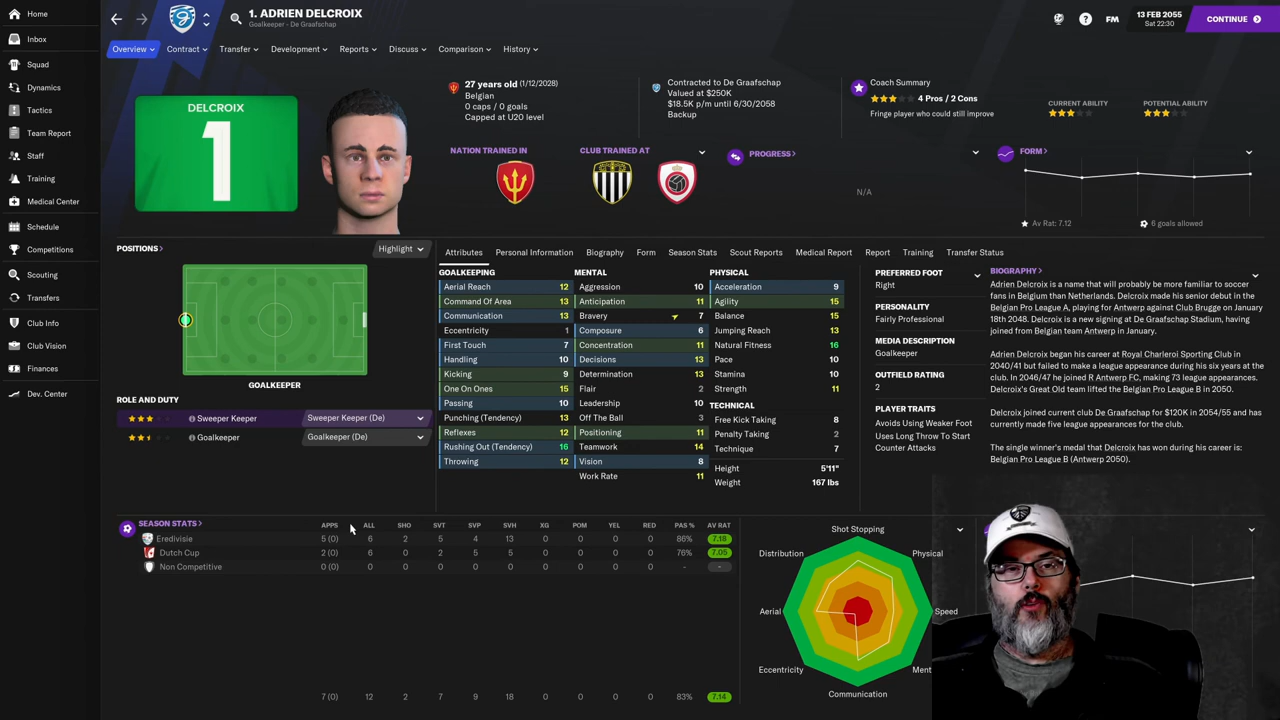 Home
Inbox
Squad
Dynamics
Tactics
Team Report
Staff
Training
Medical Center
Schedule
Competitions
Scouting
Transfers
Club Info
Club Vision
Finances
Dev. Center
1. ADRIEN DELCROIX
Goalkeeper - De Graafschap
FM
13 FEB 2055
Sat 22:30
CONTINUE
Overview
Contract
Transfer
Development
Reports
Discuss
Comparison
History
DELCROIX
1
27 years old (1/12/2028)
Belgian
0 caps / 0 goals
Capped at U20 level
Contracted to De Graafschap
Valued at $250K
$18.5K p/m until 6/30/2058
Backup
Coach Summary
4 Pros / 2 Cons
Fringe player who could still improve
CURRENT ABILITY
POTENTIAL ABILITY
NATION TRAINED IN
CLUB TRAINED AT
PROGRESS
N/A
FORM
Av Rat: 7.12
6 goals allowed
POSITIONS
Highlight
GOALKEEPER
ROLE AND DUTY
Sweeper Keeper Sweeper Keeper (De)
Goalkeeper Goalkeeper (De)
Attributes
Personal Information
Biography
Form
Season Stats
Scout Reports
Medical Report
Report
Training
Transfer Status
GOALKEEPING
Aerial Reach 12
Command Of Area 13
Communication 13
Eccentricity 1
First Touch 7
Handling 10
Kicking 9
One On Ones 15
Passing 10
Punching (Tendency) 13
Reflexes 12
Rushing Out (Tendency) 16
Throwing 12
MENTAL
Aggression 10
Anticipation 11
Bravery 7
Composure 6
Concentration 11
Decisions 13
Determination 13
Flair 2
Leadership 10
Off The Ball 3
Positioning 11
Teamwork 14
Vision 8
Work Rate 11
PHYSICAL
Acceleration 9
Agility 15
Balance 15
Jumping Reach 13
Natural Fitness 16
Pace 10
Stamina 10
Strength 11
TECHNICAL
Free Kick Taking 8
Penalty Taking 2
Technique 7
Height 5'11"
Weight 167 lbs
PREFERRED FOOT
Right
PERSONALITY
Fairly Professional
MEDIA DESCRIPTION
Goalkeeper
OUTFIELD RATING
2
PLAYER TRAITS
Avoids Using Weaker Foot
Uses Long Throw To Start
Counter Attacks
BIOGRAPHY
Adrien Delcroix is a name that will probably be more familiar to soccer
fans in Belgium than Netherlands. Delcroix made his senior debut in the
Belgian Pro League A, playing for Antwerp against Club Brugge on January
18th 2048. Delcroix is a new signing at De Graafschap Stadium, having
joined from Belgian team Antwerp in January.
Adrien Delcroix began his career at Royal Charleroi Sporting Club in
2040/41 but failed to make a league appearance during his six years at the
club. In 2046/47 he joined R Antwerp FC, making 73 league appearances.
Delcroix's Great Old team lifted the Belgian Pro League B in 2050.
Delcroix joined current club De Graafschap for $120K in 2054/55 and has
currently made five league appearances for the club.
The single winner's medal that Delcroix has won during his career is:
Belgian Pro League B (Antwerp 2050).
SEASON STATS
APPS ALL SHO SVT SVP SVH XG POM YEL RED PAS % AV RAT
Eredivisie 5 (0) 6 2 5 4 13 0 0 0 0 86% 7.18
Dutch Cup 2 (0) 6 0 2 5 5 0 0 0 0 76% 7.05
Non Competitive 0 (0) 0 0 0 0 0 0 0 0 0 - -
7 (0) 12 2 7 9 18 0 0 0 0 83% 7.14
Shot Stopping
Physical
Speed
Ment
Communication
Eccentricity
Aerial
Distribution